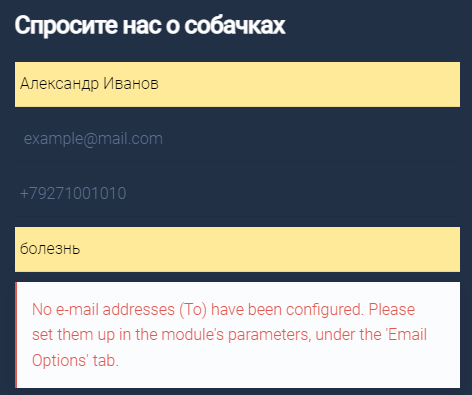 Спросите нас о собачках
Александр Иванов
example@mail.com
+79271001010
болезнь
No e-mail addresses (To) have been configured. Please
set them up in the module's parameters, under the 'Email
Options' tab.